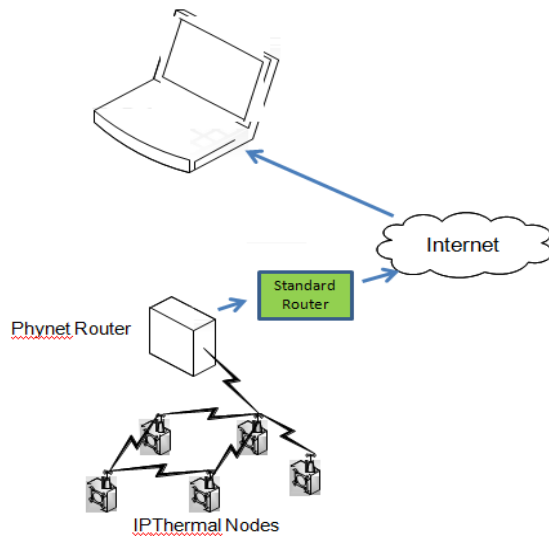 Internet
Standard
Router
Phynet Router
IPThermal Nodes